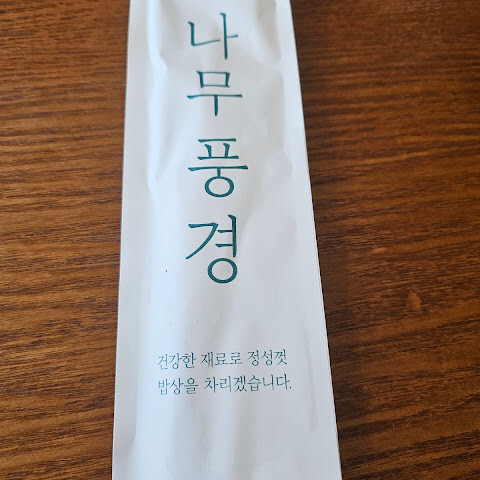 나무풍경
건강한 재료로 정성껏
밥상을 차리겠습니다.